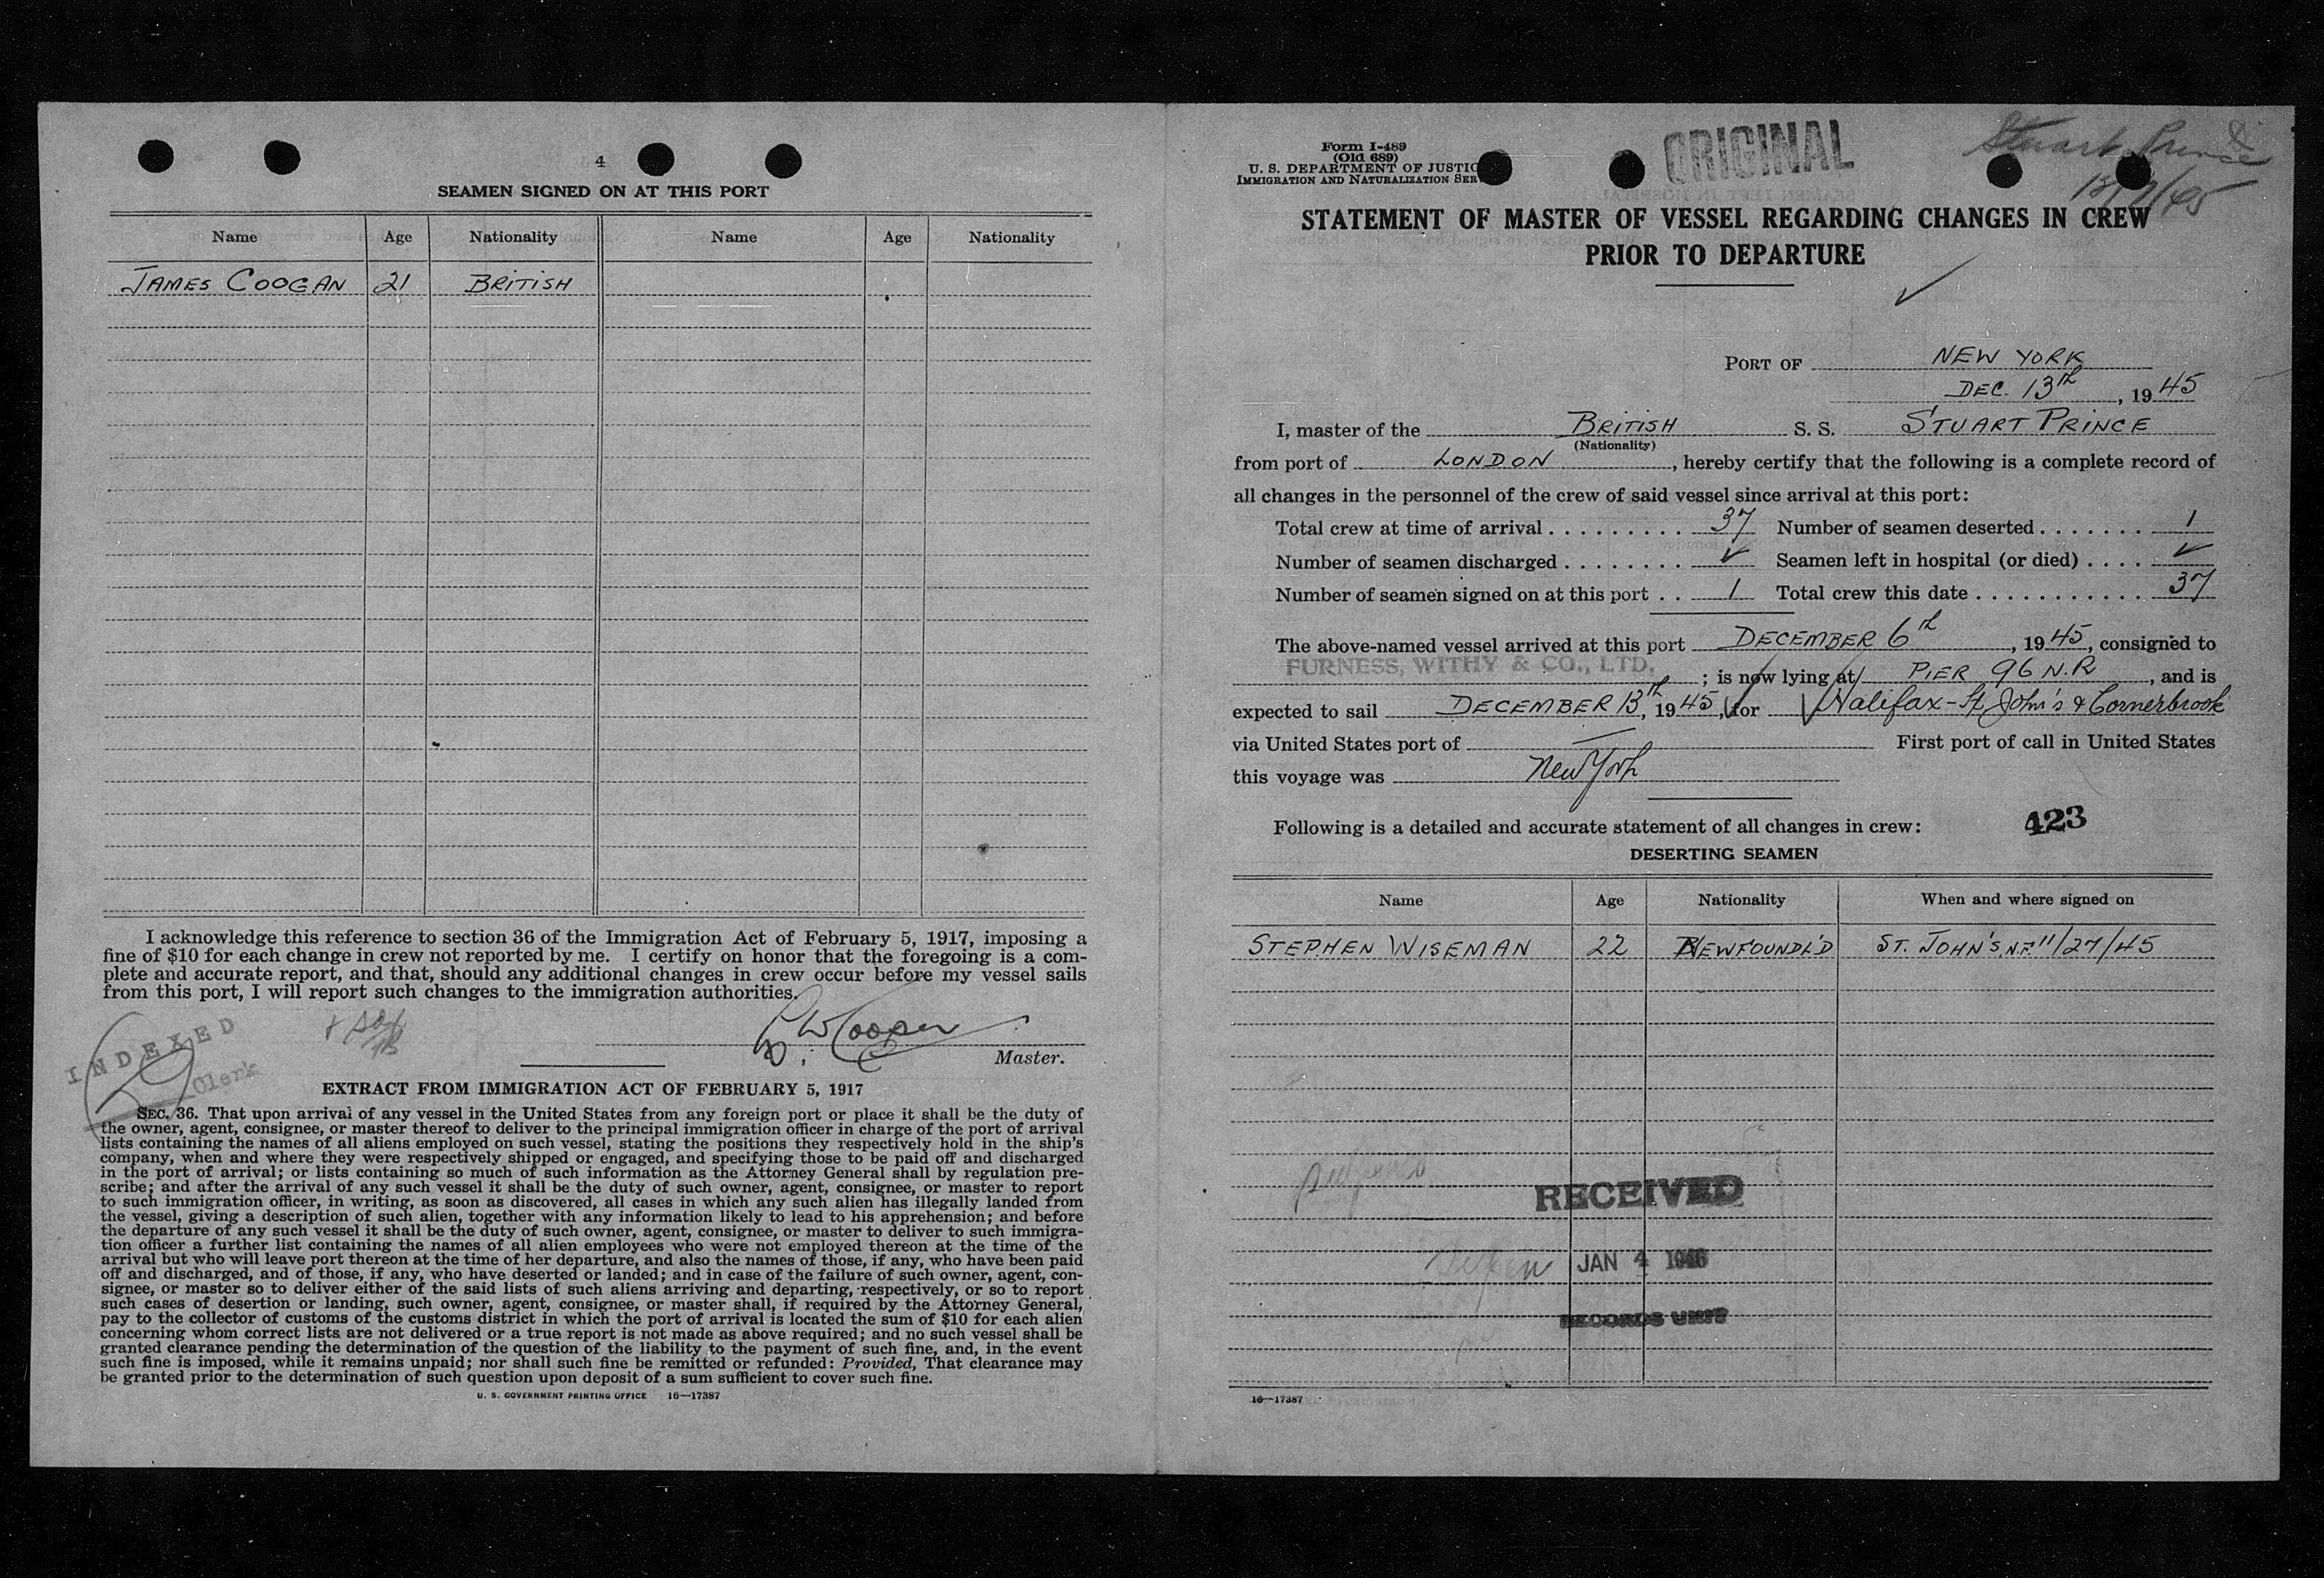 4
SEAMEN SIGNED ON AT THIS PORT
Name Age Nationality Name Age Nationality
JAMES COOGAN 21 BRITISH
I acknowledge this reference to section 36 of the Immigration Act of February 5, 1917, imposing a
fine of $10 for each change in crew not reported by me. I certify on honor that the foregoing is a com-
plete and accurate report, and that, should any additional changes in crew occur before my vessel sails
from this port, I will report such changes to the immigration authorities.
INDEXED
Clerk
Cooper
Master.
EXTRACT FROM IMMIGRATION ACT OF FEBRUARY 5, 1917
SEC. 36. That upon arrival of any vessel in the United States from any foreign port or place it shall be the duty of
the owner, agent, consignee, or master thereof to deliver to the principal immigration officer in charge of the port of arrival
lists containing the names of all aliens employed on such vessel, stating the positions they respectively hold in the ship's
company, when and where they were respectively shipped or engaged, and specifying those to be paid off and discharged
in the port of arrival; or lists containing so much of such information as the Attorney General shall by regulation pre-
scribe; and after the arrival of any such vessel it shall be the duty of such owner, agent, consignee, or master to report
to such immigration officer, in writing, as soon as discovered, all cases in which any such alien has illegally landed from
the vessel, giving a description of such alien, together with any information likely to lead to his apprehension; and before
the departure of any such vessel it shall be the duty of such owner, agent, consignee, or master to deliver to such immigra-
tion officer a further list containing the names of all alien employees who were not employed thereon at the time of the
arrival but who will leave port thereon at the time of her departure, and also the names of those, if any, who have been paid
off and discharged, and of those, if any, who have deserted or landed; and in case of the failure of such owner, agent, con-
signee, or master so to deliver either of the said lists of such aliens arriving and departing, respectively, or so to report
such cases of desertion or landing, such owner, agent, consignee, or master shall, if required by the Attorney General,
pay to the collector of customs of the customs district in which the port of arrival is located the sum of $10 for each alien
concerning whom correct lists are not delivered or a true report is not made as above required; and no such vessel shall be
granted clearance pending the determination of the question of the liability to the payment of such fine, and, in the event
such fine is imposed, while it remains unpaid; nor shall such fine be remitted or refunded: Provided, That clearance may
be granted prior to the determination of such question upon deposit of a sum sufficient to cover such fine.
U. S. GOVERNMENT PRINTING OFFICE 16—17387
Form I-489
(Old 689)
U. S. DEPARTMENT OF JUSTIC
IMMIGRATION AND NATURALIZATION SER
ORIGINAL
Stuart Prince
STATEMENT OF MASTER OF VESSEL REGARDING CHANGES IN CREW
PRIOR TO DEPARTURE
PORT OF NEW YORK
DEC. 13th, 1945
I, master of the BRITISH S. S. STUART PRINCE
(Nationality)
from port of LONDON, hereby certify that the following is a complete record of
all changes in the personnel of the crew of said vessel since arrival at this port:
Total crew at time of arrival . . . . . . . . . 37 Number of seamen deserted . . . . . . . 1
Number of seamen discharged . . . . . . . . ✓ Seamen left in hospital (or died) . . . . ✓
Number of seamen signed on at this port . . 1 Total crew this date . . . . . . . . . . . . 37
The above-named vessel arrived at this port DECEMBER 6th, 1945, consigned to
FURNESS, WITHY & CO., LTD. ; is now lying at PIER 96 N.R, and is
expected to sail DECEMBER 13th, 1945, for Halifax-St John's & Cornerbrook
via United States port of — First port of call in United States
this voyage was New York
Following is a detailed and accurate statement of all changes in crew: 423
DESERTING SEAMEN
Name Age Nationality When and where signed on
STEPHEN WISEMAN 22 NEWFOUNDL'D ST. JOHN'S, N.F. 11/27/45
RECEIVED
JAN 4 1946
RECORDS UNIT
16—17387